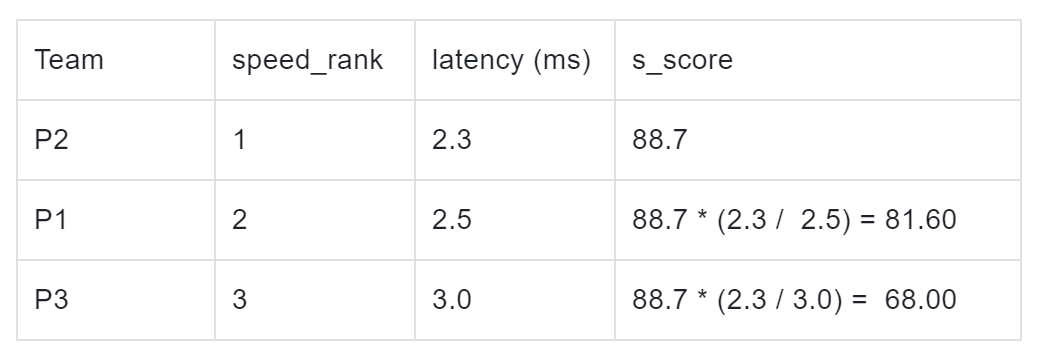 Team speed_rank latency (ms) s_score
P2 1 2.3 88.7
P1 2 2.5 88.7 * (2.3 /  2.5) = 81.60
P3 3 3.0 88.7 * (2.3 / 3.0) =  68.00